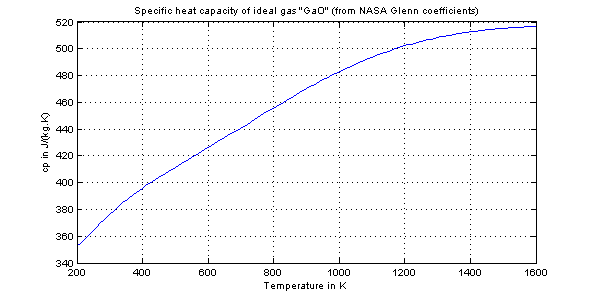 Specific heat capacity of ideal gas "GaO" (from NASA Glenn coefficients)
520
500
480
460
440
420
400
380
360
340
cp in J/(kg.K)
200 400 600 800 1000 1200 1400 1600
Temperature in K